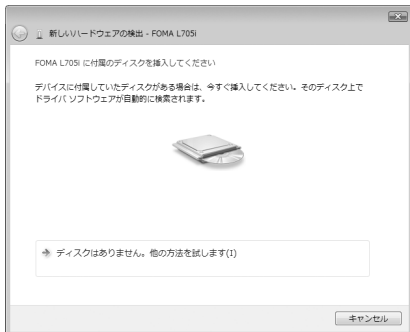 新しいハードウェアの検出 - FOMA L705i
FOMA L705i に付属のディスクを挿入してください
デバイスに付属していたディスクがある場合は、今すぐ挿入してください。そのディスク上で
ドライバ ソフトウェアが自動的に検索されます。
ディスクはありません。他の方法を試します(I)
キャンセル